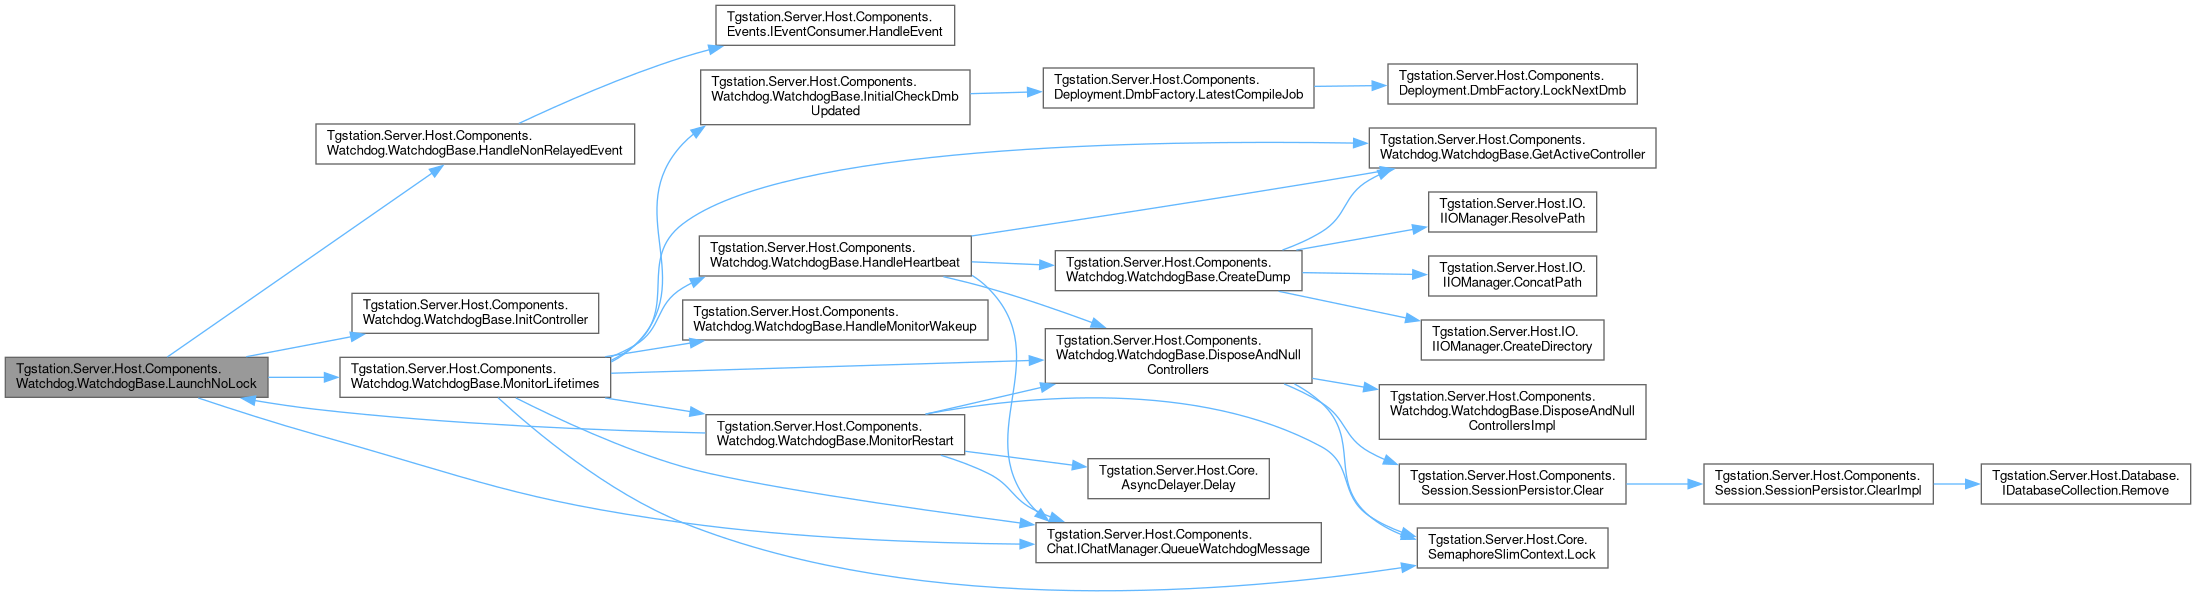 Tgstation.Server.Host.Components.
Events.IEventConsumer.HandleEvent
Tgstation.Server.Host.Components.
Watchdog.WatchdogBase.InitialCheckDmb
Updated
Tgstation.Server.Host.Components.
Deployment.DmbFactory.LatestCompileJob
Tgstation.Server.Host.Components.
Deployment.DmbFactory.LockNextDmb
Tgstation.Server.Host.Components.
Watchdog.WatchdogBase.HandleNonRelayedEvent
Tgstation.Server.Host.Components.
Watchdog.WatchdogBase.GetActiveController
Tgstation.Server.Host.IO.
IIOManager.ResolvePath
Tgstation.Server.Host.Components.
Watchdog.WatchdogBase.HandleHeartbeat
Tgstation.Server.Host.Components.
Watchdog.WatchdogBase.CreateDump
Tgstation.Server.Host.IO.
IIOManager.ConcatPath
Tgstation.Server.Host.Components.
Watchdog.WatchdogBase.InitController
Tgstation.Server.Host.Components.
Watchdog.WatchdogBase.HandleMonitorWakeup
Tgstation.Server.Host.IO.
IIOManager.CreateDirectory
Tgstation.Server.Host.Components.
Watchdog.WatchdogBase.LaunchNoLock
Tgstation.Server.Host.Components.
Watchdog.WatchdogBase.MonitorLifetimes
Tgstation.Server.Host.Components.
Watchdog.WatchdogBase.DisposeAndNull
Controllers
Tgstation.Server.Host.Components.
Watchdog.WatchdogBase.DisposeAndNull
ControllersImpl
Tgstation.Server.Host.Components.
Watchdog.WatchdogBase.MonitorRestart
Tgstation.Server.Host.Core.
AsyncDelayer.Delay
Tgstation.Server.Host.Components.
Session.SessionPersistor.Clear
Tgstation.Server.Host.Components.
Session.SessionPersistor.ClearImpl
Tgstation.Server.Host.Database.
IDatabaseCollection.Remove
Tgstation.Server.Host.Components.
Chat.IChatManager.QueueWatchdogMessage
Tgstation.Server.Host.Core.
SemaphoreSlimContext.Lock